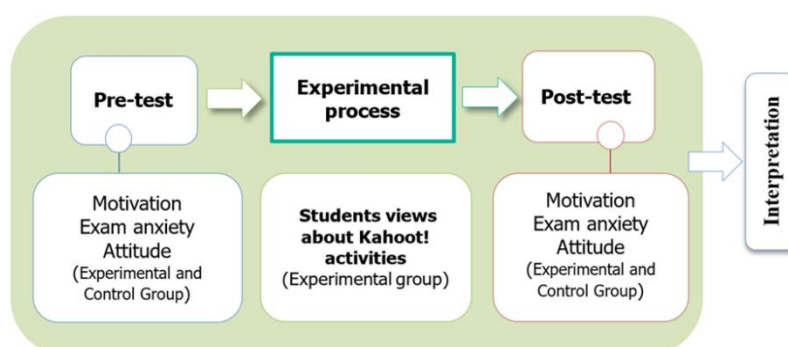 Pre-test
Experimental
process
Post-test
Motivation
Exam anxiety
Attitude
(Experimental and
Control Group)
Students views
about Kahoot!
activities
(Experimental group)
Motivation
Exam anxiety
Attitude
(Experimental and
Control Group)
Interpretation